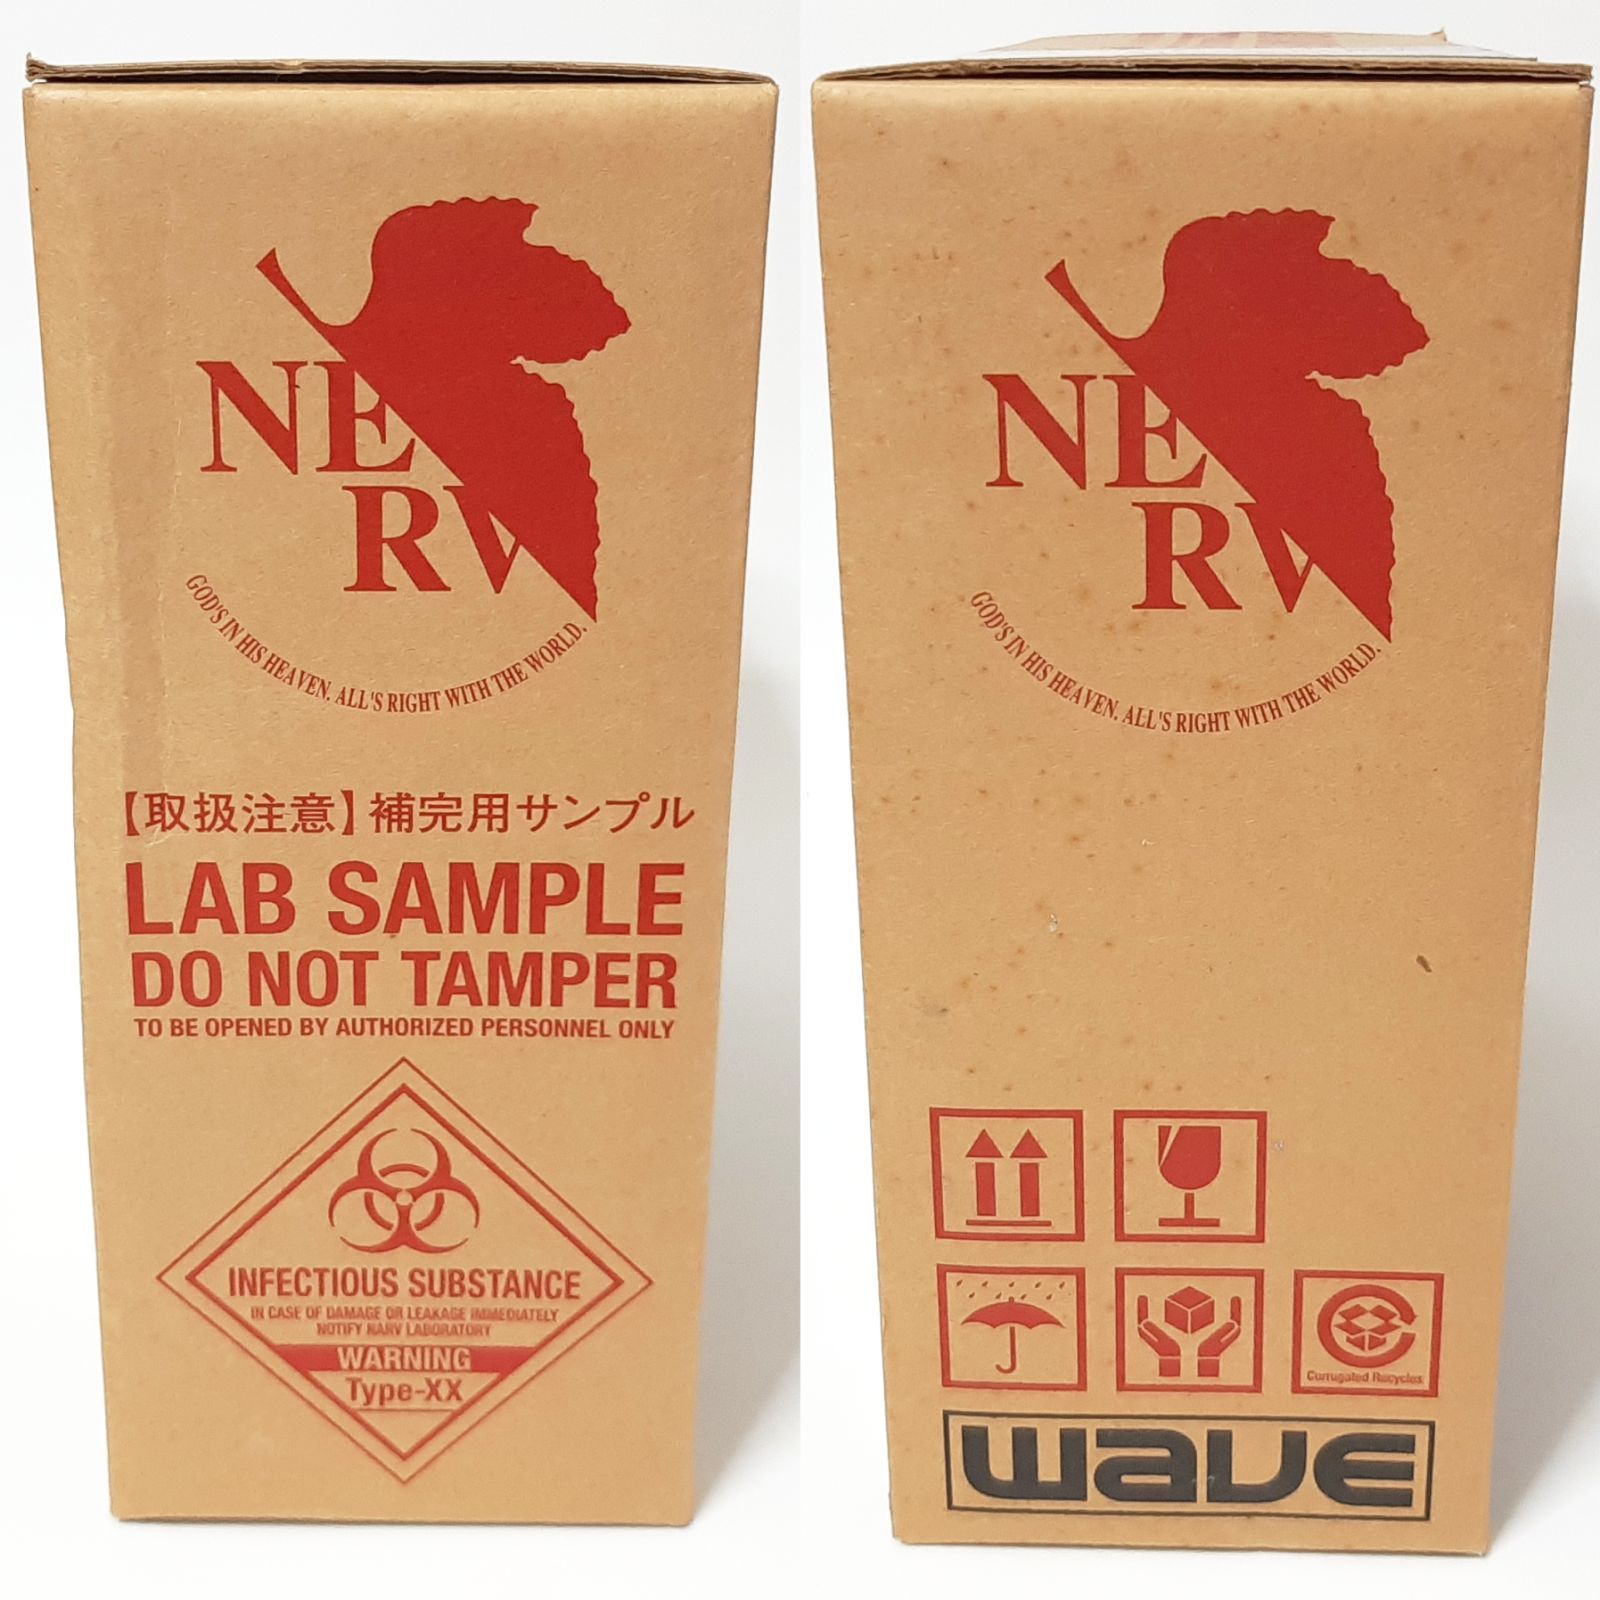 NE
RV
GOD'S IN HIS HEAVEN. ALL'S RIGHT WITH THE WORLD.
【取扱注意】補完用サンプル
LAB SAMPLE
DO NOT TAMPER
TO BE OPENED BY AUTHORIZED PERSONNEL ONLY
INFECTIOUS SUBSTANCE
IN CASE OF DAMAGE OR LEAKAGE IMMEDIATELY
NOTIFY NARV LABORATORY
WARNING
Type-XX
NE
RV
GOD'S IN HIS HEAVEN. ALL'S RIGHT WITH THE WORLD.
Corrugated Recycles
wave